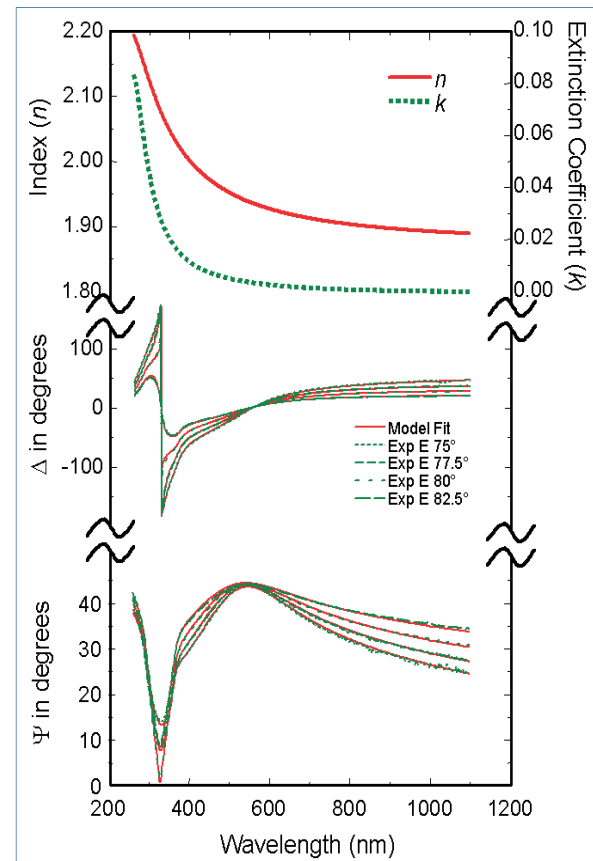 2.20
2.10
2.00
1.90
1.80
Index (n)
0.10
0.08
0.06
0.04
0.02
0.00
Extinction Coefficient (k)
n
k
100
0
-100
Δ in degrees
Model Fit
Exp E 75°
Exp E 77.5°
Exp E 80°
Exp E 82.5°
40
30
20
10
0
Ψ in degrees
200 400 600 800 1000 1200
Wavelength (nm)